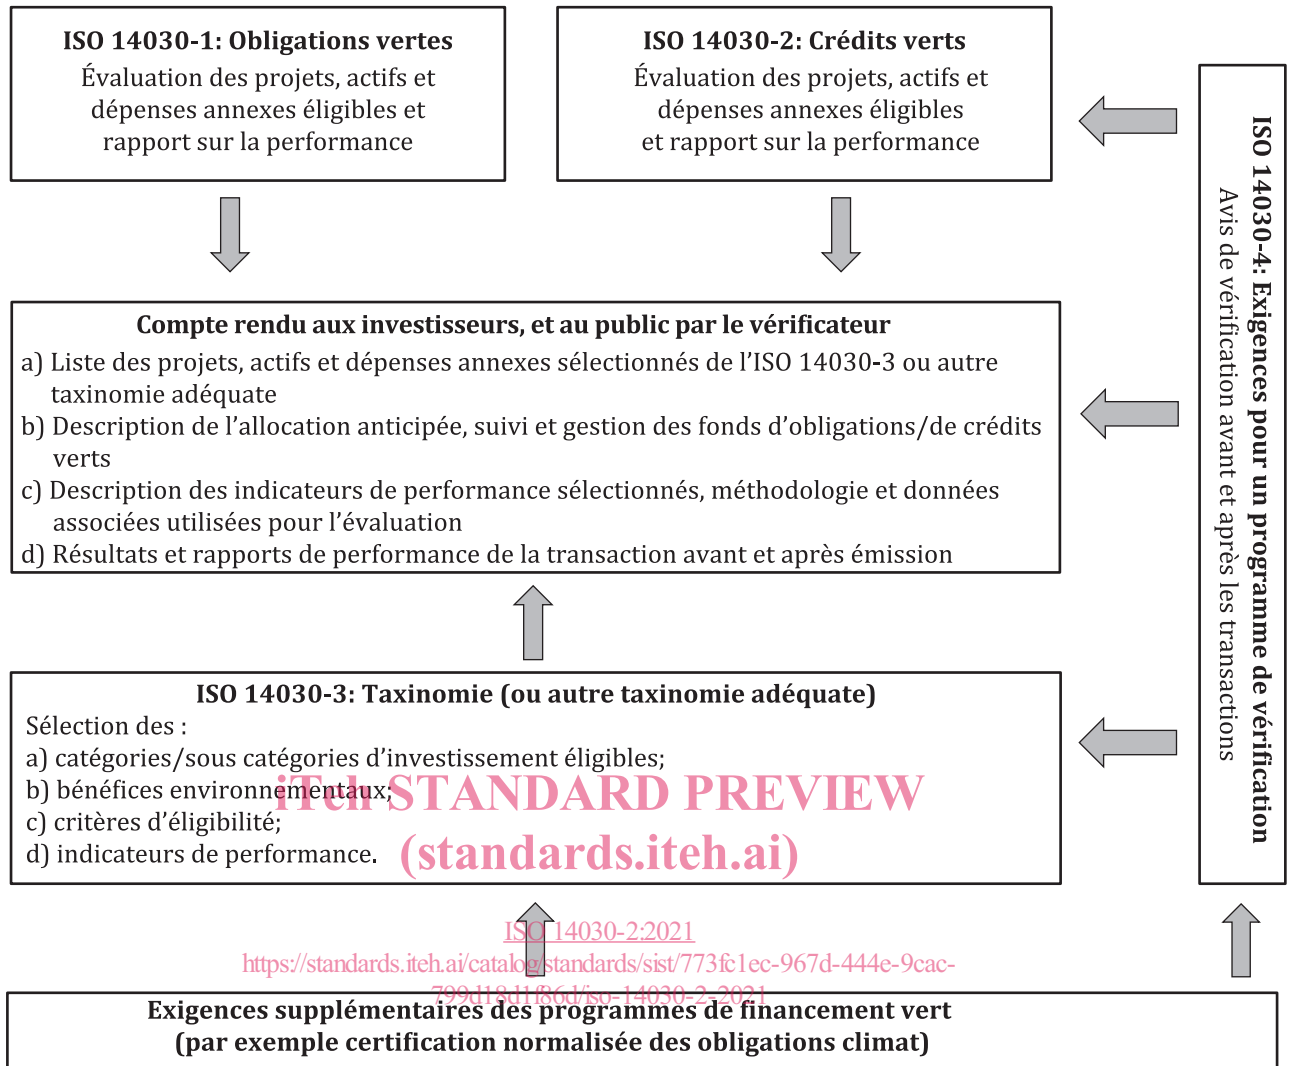 ISO 14030-1: Obligations vertes
Évaluation des projets, actifs et
dépenses annexes éligibles et
rapport sur la performance
ISO 14030-2: Crédits verts
Évaluation des projets, actifs et
dépenses annexes éligibles
et rapport sur la performance
ISO 14030-4: Exigences pour un programme de vérification
Avis de vérification avant et après les transactions
Compte rendu aux investisseurs, et au public par le vérificateur
a) Liste des projets, actifs et dépenses annexes sélectionnés de l’ISO 14030-3 ou autre
taxinomie adéquate
b) Description de l’allocation anticipée, suivi et gestion des fonds d’obligations/de crédits
verts
c) Description des indicateurs de performance sélectionnés, méthodologie et données
associées utilisées pour l’évaluation
d) Résultats et rapports de performance de la transaction avant et après émission
ISO 14030-3: Taxinomie (ou autre taxinomie adéquate)
Sélection des :
a) catégories/sous catégories d’investissement éligibles;
b) bénéfices environnementaux;
c) critères d’éligibilité;
d) indicateurs de performance.
iTeh STANDARD PREVIEW
(standards.iteh.ai)
ISO 14030-2:2021
https://standards.iteh.ai/catalog/standards/sist/773fc1ec-967d-444e-9cac-
799d18d1f86d/iso-14030-2-2021
Exigences supplémentaires des programmes de financement vert
(par exemple certification normalisée des obligations climat)